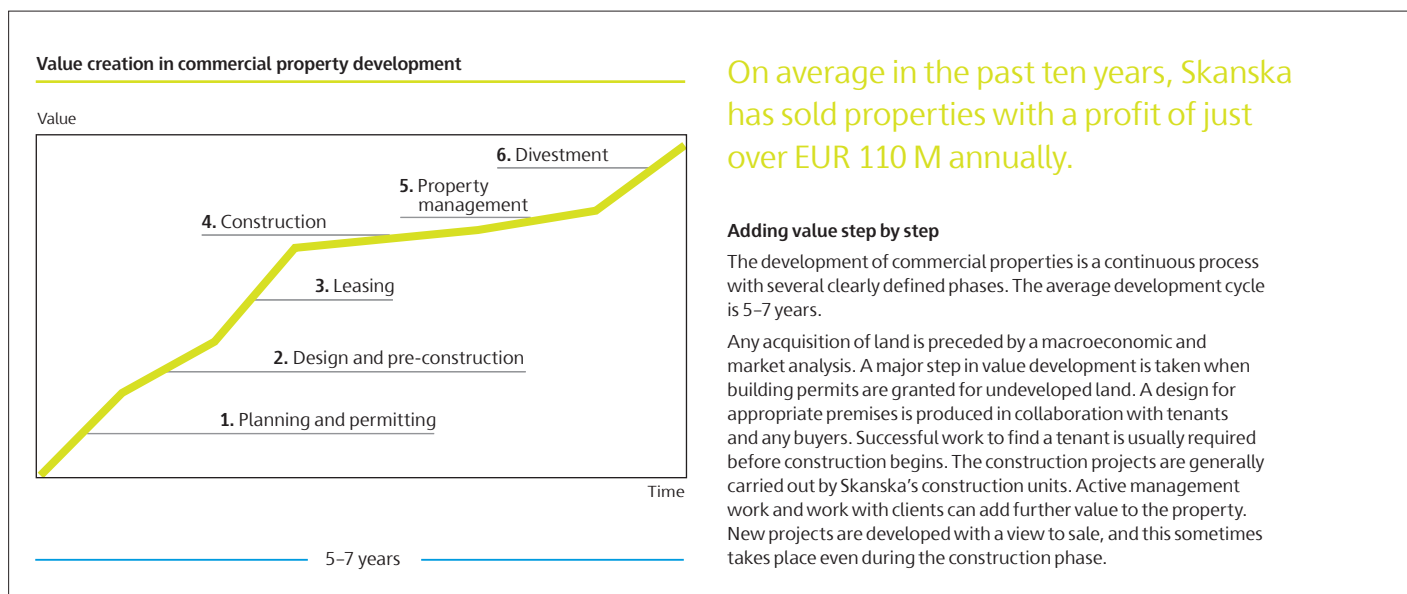 Value creation in commercial property development
Value
6. Divestment
5. Property
management
4. Construction
3. Leasing
2. Design and pre-construction
1. Planning and permitting
Time
5–7 years
On average in the past ten years, Skanska
has sold properties with a profit of just
over EUR 110 M annually.
Adding value step by step
The development of commercial properties is a continuous process
with several clearly defined phases. The average development cycle
is 5–7 years.
Any acquisition of land is preceded by a macroeconomic and
market analysis. A major step in value development is taken when
building permits are granted for undeveloped land. A design for
appropriate premises is produced in collaboration with tenants
and any buyers. Successful work to find a tenant is usually required
before construction begins. The construction projects are generally
carried out by Skanska’s construction units. Active management
work and work with clients can add further value to the property.
New projects are developed with a view to sale, and this sometimes
takes place even during the construction phase.